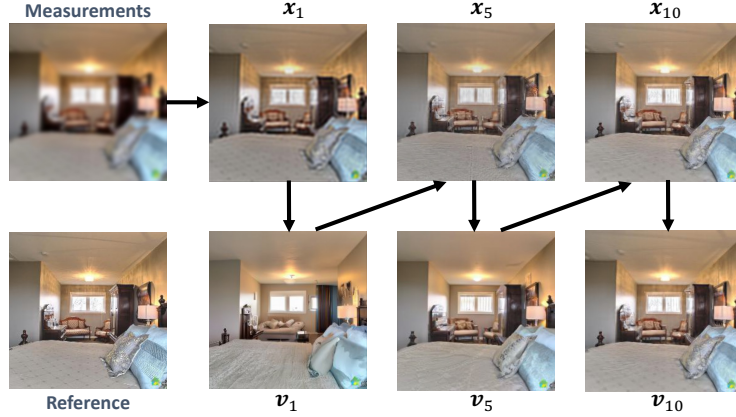 Measurements
x₁
x₅
x₁₀
Reference
v₁
v₅
v₁₀